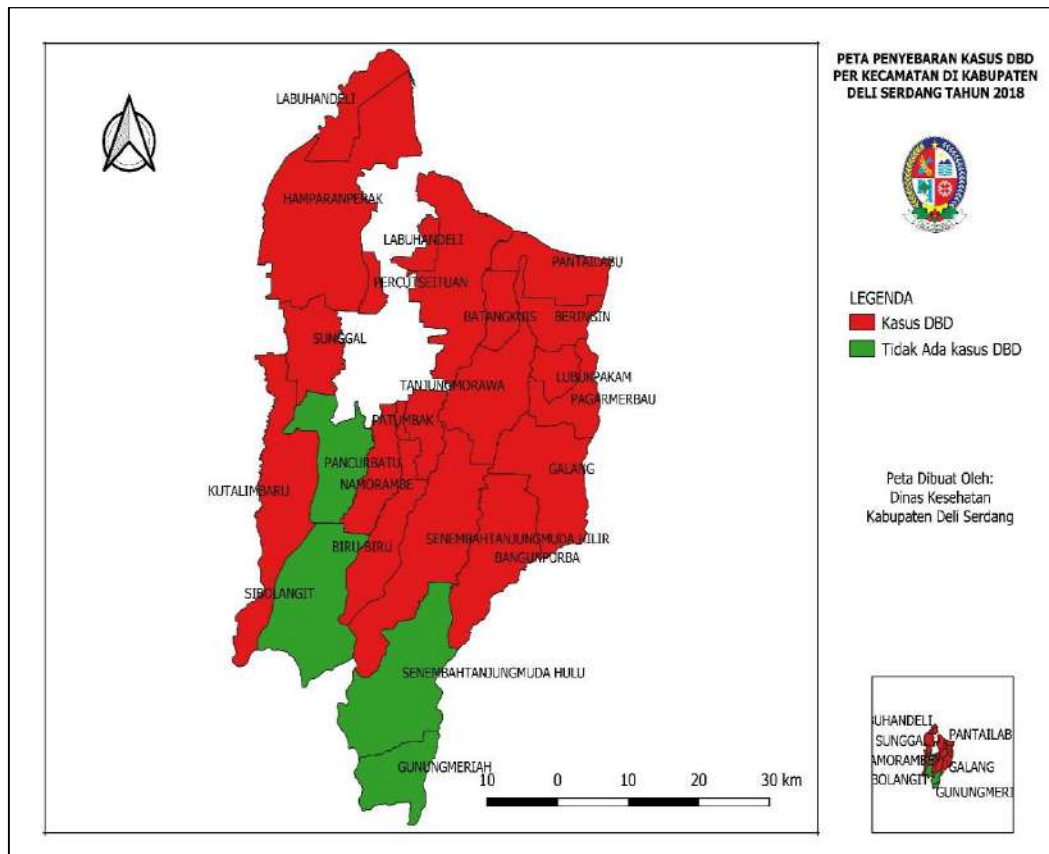 PETA PENYEBARAN KASUS DBD
PER KECAMATAN DI KABUPATEN
DELI SERDANG TAHUN 2018
LABUHANDELI
HAMPARANPERAK
LABUHANDELI
PERCUTSEITUAN
PANTAILABU
BATANGKUIS
BERINGIN
SUNGGAL
LUBUKPAKAM
TANJUNGMORAWA
PAGARMERBAU
PATUMBAK
PANCURBATU
GALANG
NAMORAMBE
KUTALIMBARU
SENEMBAHTANJUNGMUDA HILIR
BIRU-BIRU
BANGUNPORBA
SIBOLANGIT
SENEMBAHTANJUNGMUDA HULU
GUNUNGMERIAH
10 0 10 20 30 km
LEGENDA
Kasus DBD
Tidak Ada kasus DBD
Peta Dibuat Oleh:
Dinas Kesehatan
Kabupaten Deli Serdang
UHANDELI
PANTAILAB
SUNGGAL
AMORAMBE
GALANG
BOLANGIT
GUNUNGMERI